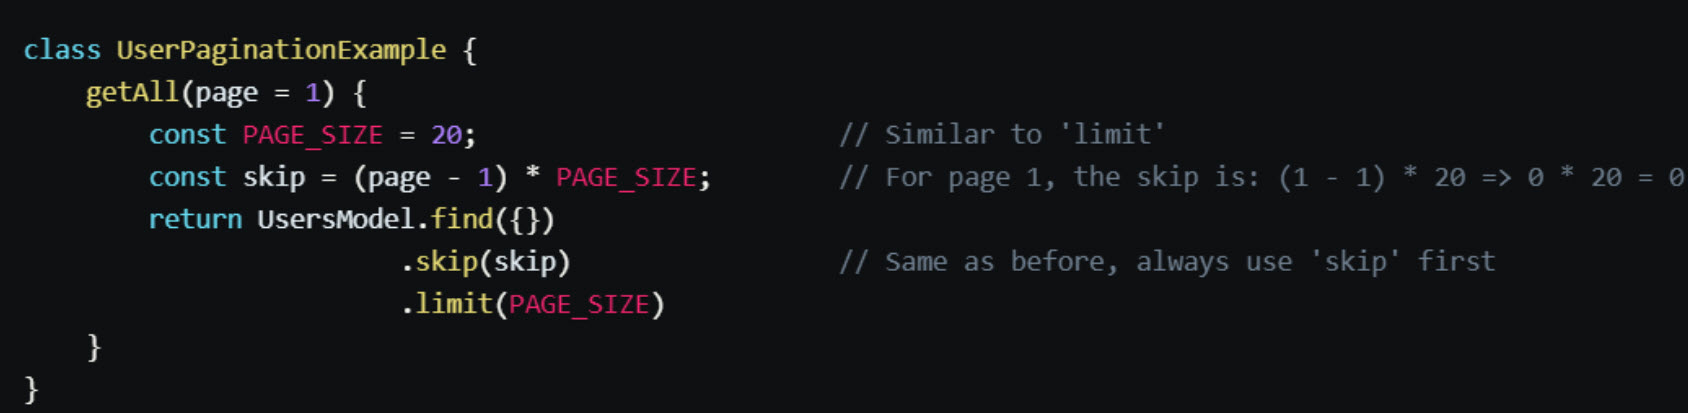 class UserPaginationExample {
    getAll(page = 1) {
        const PAGE_SIZE = 20;                       // Similar to 'limit'
        const skip = (page - 1) * PAGE_SIZE;        // For page 1, the skip is: (1 - 1) * 20 => 0 * 20 = 0
        return UsersModel.find({})
                        .skip(skip)                 // Same as before, always use 'skip' first
                        .limit(PAGE_SIZE)
    }
}